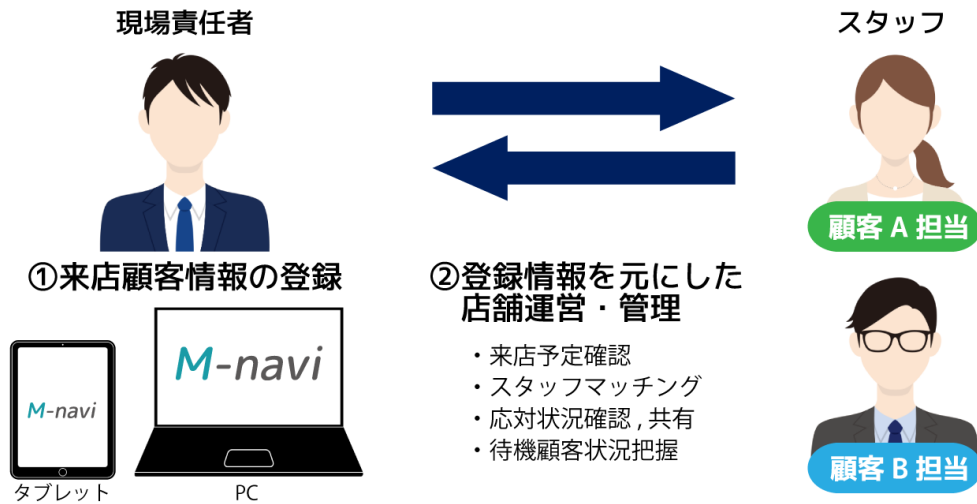 現場責任者
スタッフ
顧客 A 担当
①来店顧客情報の登録
M-navi
M-navi
タブレット
PC
②登録情報を元にした
店舗運営・管理
・来店予定確認
・スタッフマッチング
・応対状況確認 , 共有
・待機顧客状況把握
顧客 B 担当